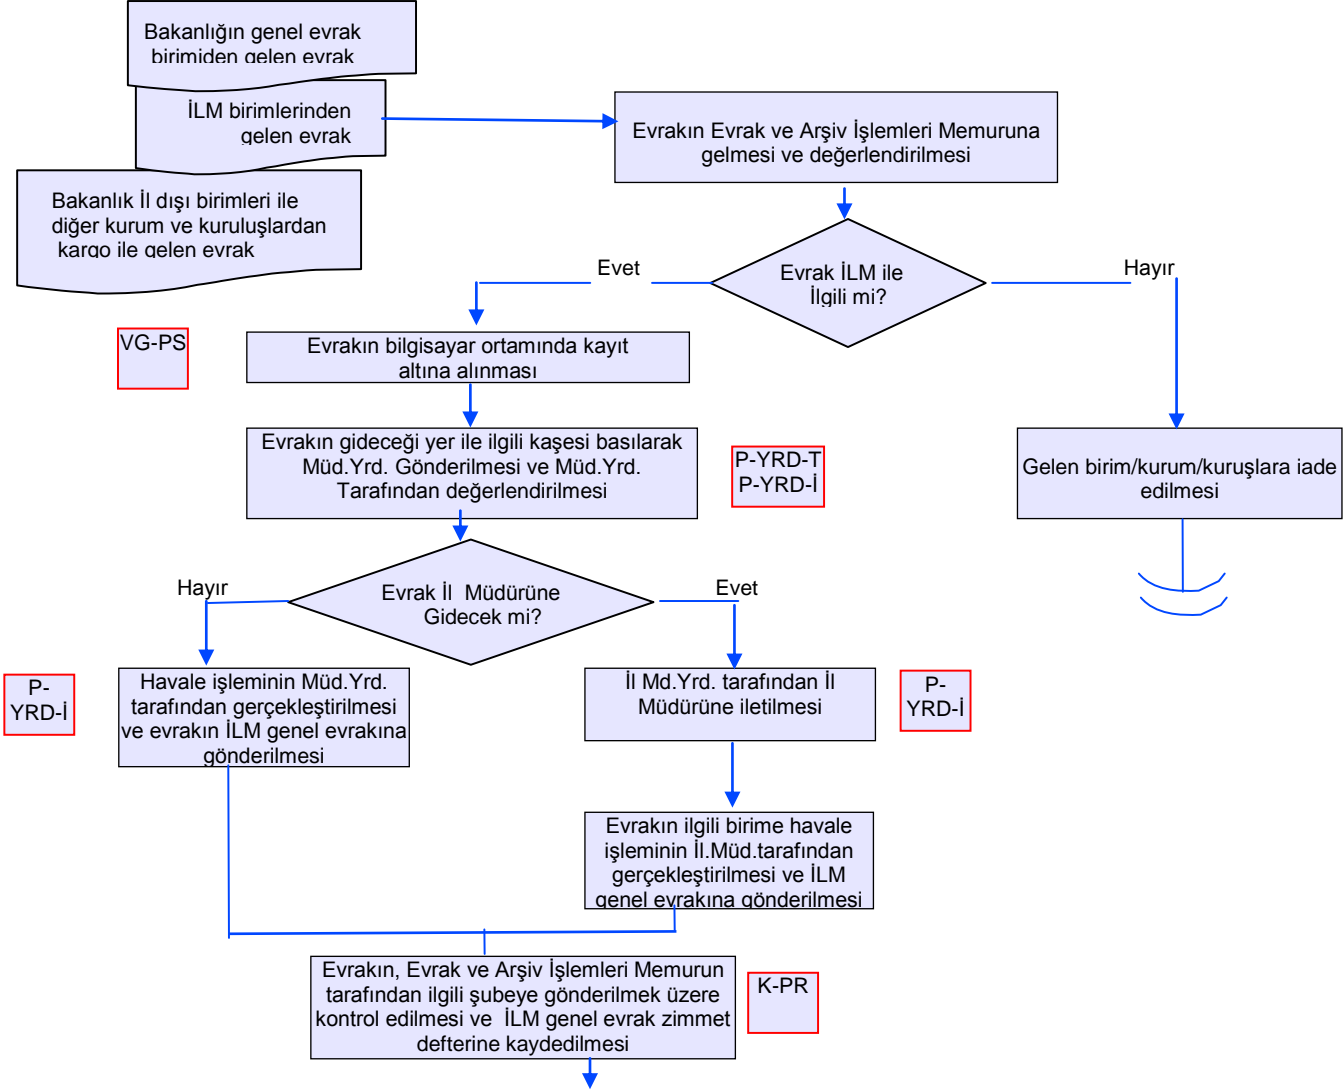 Bakanlığın genel evrak
birimiden gelen evrak
İLM birimlerinden
gelen evrak
Bakanlık İl dışı birimleri ile
diğer kurum ve kuruluşlardan
kargo ile gelen evrak
Evrakın Evrak ve Arşiv İşlemleri Memuruna
gelmesi ve değerlendirilmesi
Evrak İLM ile
İlgili mi?
Evet
Hayır
VG-PS
Evrakın bilgisayar ortamında kayıt
altına alınması
Evrakın gideceği yer ile ilgili kaşesi basılarak
Müd.Yrd. Gönderilmesi ve Müd.Yrd.
Tarafından değerlendirilmesi
P-YRD-T
P-YRD-İ
Gelen birim/kurum/kuruşlara iade
edilmesi
Evrak İl  Müdürüne
Gidecek mi?
Hayır
Evet
P-
YRD-İ
Havale işleminin Müd.Yrd.
tarafından gerçekleştirilmesi
ve evrakın İLM genel evrakına
gönderilmesi
İl Md.Yrd. tarafından İl
Müdürüne iletilmesi
P-
YRD-İ
Evrakın ilgili birime havale
işleminin İl.Müd.tarafından
gerçekleştirilmesi ve İLM
genel evrakına gönderilmesi
Evrakın, Evrak ve Arşiv İşlemleri Memurun
tarafından ilgili şubeye gönderilmek üzere
kontrol edilmesi ve  İLM genel evrak zimmet
defterine kaydedilmesi
K-PR